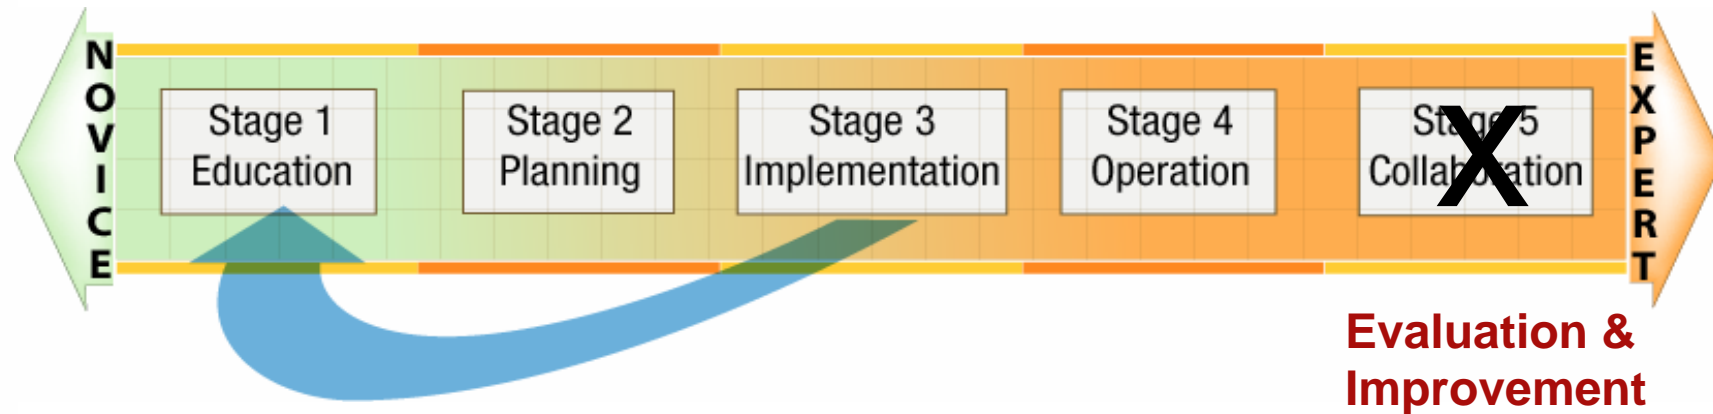 NOVICE
Stage 1
Education
Stage 2
Planning
Stage 3
Implementation
Stage 4
Operation
Stage 5
Collaboration
X
EXPERT
Evaluation &
Improvement